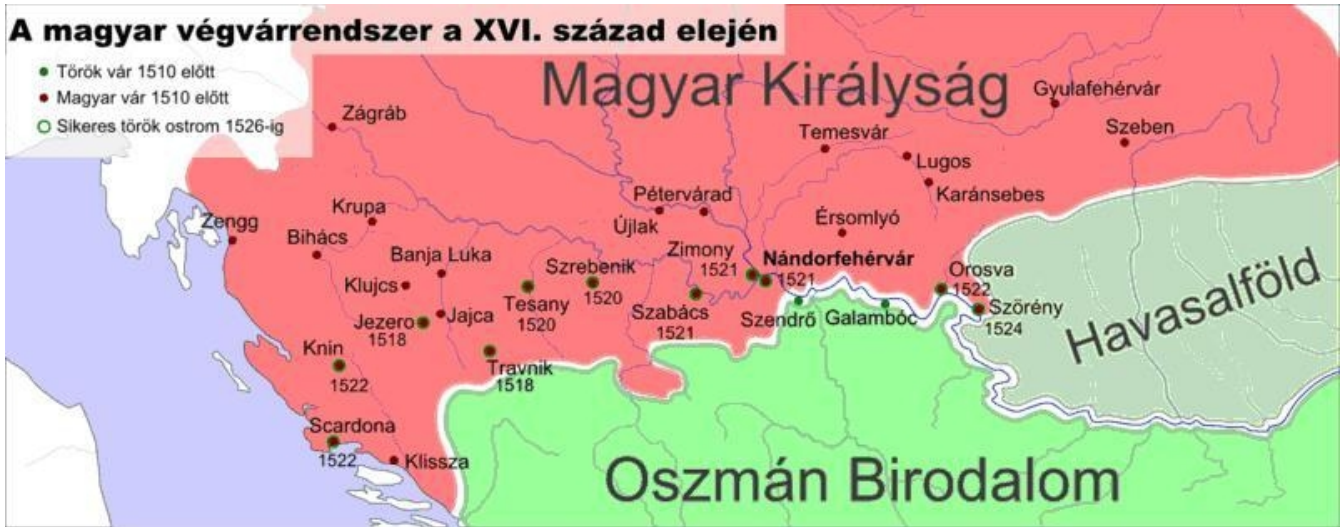 A magyar végvárrendszer a XVI. század elején
Török vár 1510 előtt
Magyar vár 1510 előtt
Sikeres török ostrom 1526-ig
Magyar Királyság
Gyulafehérvár
Zágráb
Temesvár
Szeben
Lugos
Karánsebes
Pétervárad
Krupa
Újlak
Érsomlyó
Zengg
Bihács
Banja Luka
Zimony
1521
Nándorfehérvár
1521
Szrebenik
1520
Klujcs
Tesany
1520
Orosva
1522
Szabács
1521
Szendrő
Galambóc
Szörény
1524
Havasalföld
Jezero
1518
Jajca
Knin
1522
Travnik
1518
Scardona
1522
Klissza
Oszmán Birodalom